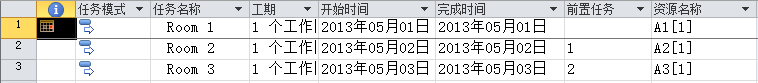 任务模式 任务名称 工期 开始时间 完成时间 前置任务 资源名称
1 Room 1 1 个工作 2013年05月01日 2013年05月01日 A1[1]
2 Room 2 1 个工作 2013年05月02日 2013年05月02日 1 A2[1]
3 Room 3 1 个工作 2013年05月03日 2013年05月03日 2 A3[1]